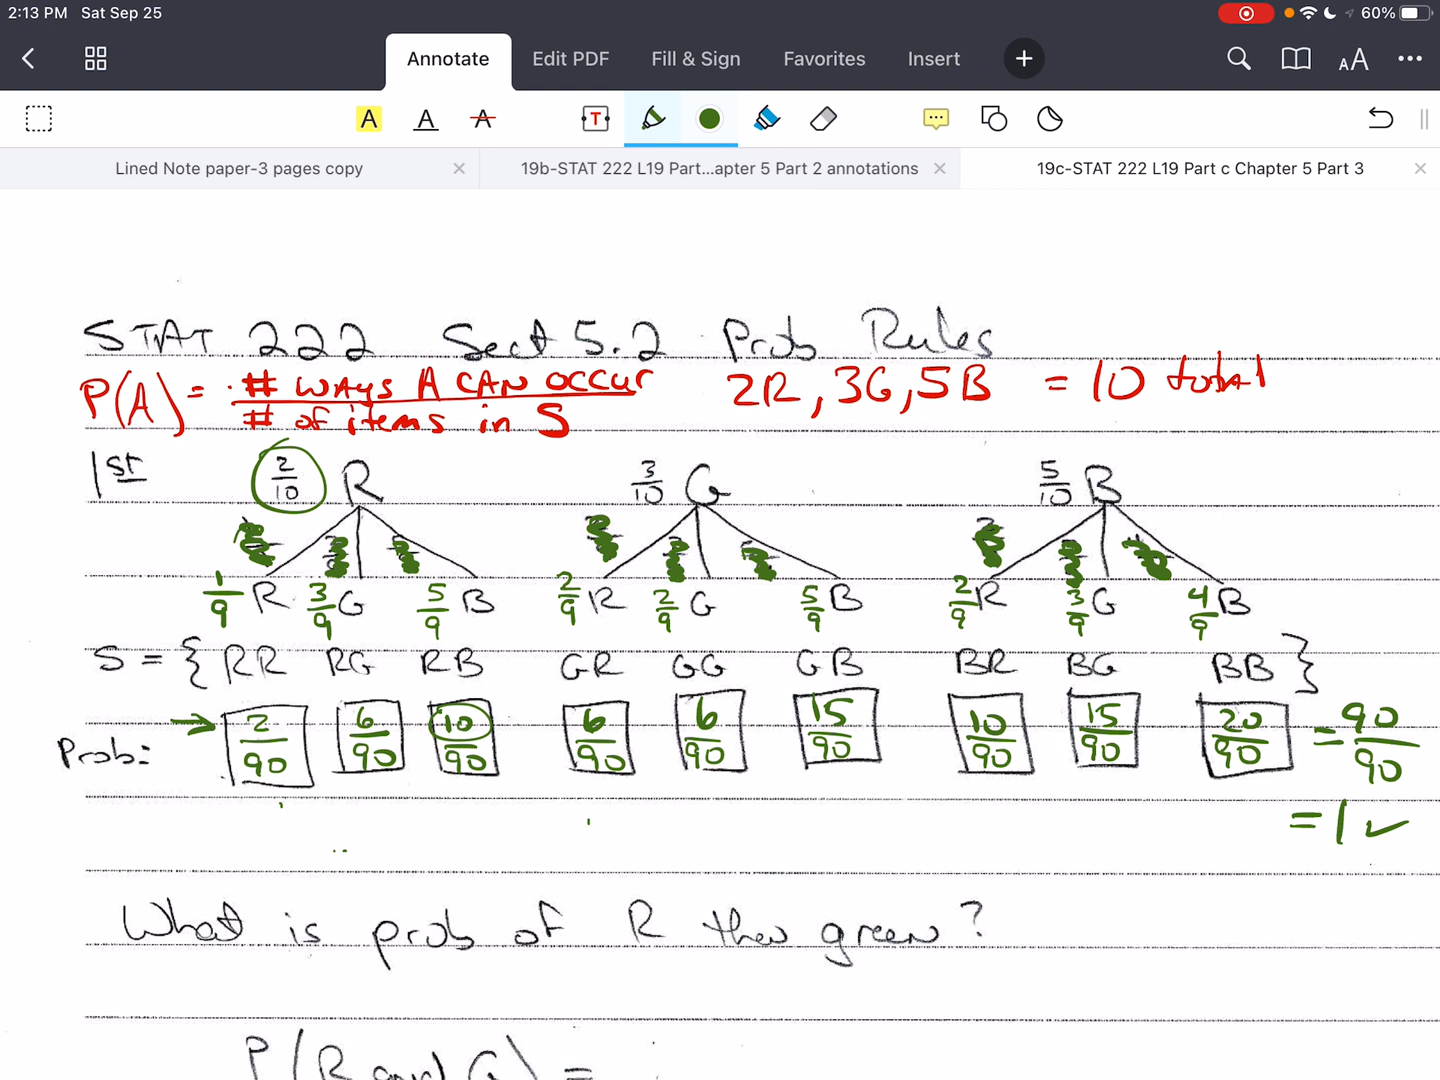 2:13 PM Sat Sep 25
60%
Annotate Edit PDF Fill & Sign Favorites Insert
A A A T
Lined Note paper-3 pages copy
19b-STAT 222 L19 Part...apter 5 Part 2 annotations
19c-STAT 222 L19 Part c Chapter 5 Part 3
STAT 222 Sect 5.2 Prob Rules
P(A) = # WAYS A CAN OCCUR / # of items in S 2R, 3G, 5B = 10 total
1st 2/10 R 3/10 G 5/10 B
1/9 R 3/9 G 5/9 B 2/9 R 2/9 G 5/9 B 2/9 R 3/9 G 4/9 B
S = { RR RG RB GR GG GB BR BG BB }
Prob: 2/90 6/90 10/90 6/90 6/90 15/90 10/90 15/90 20/90 = 90/90
= 1 ✓
What is prob of R then green?
P(R and G) =